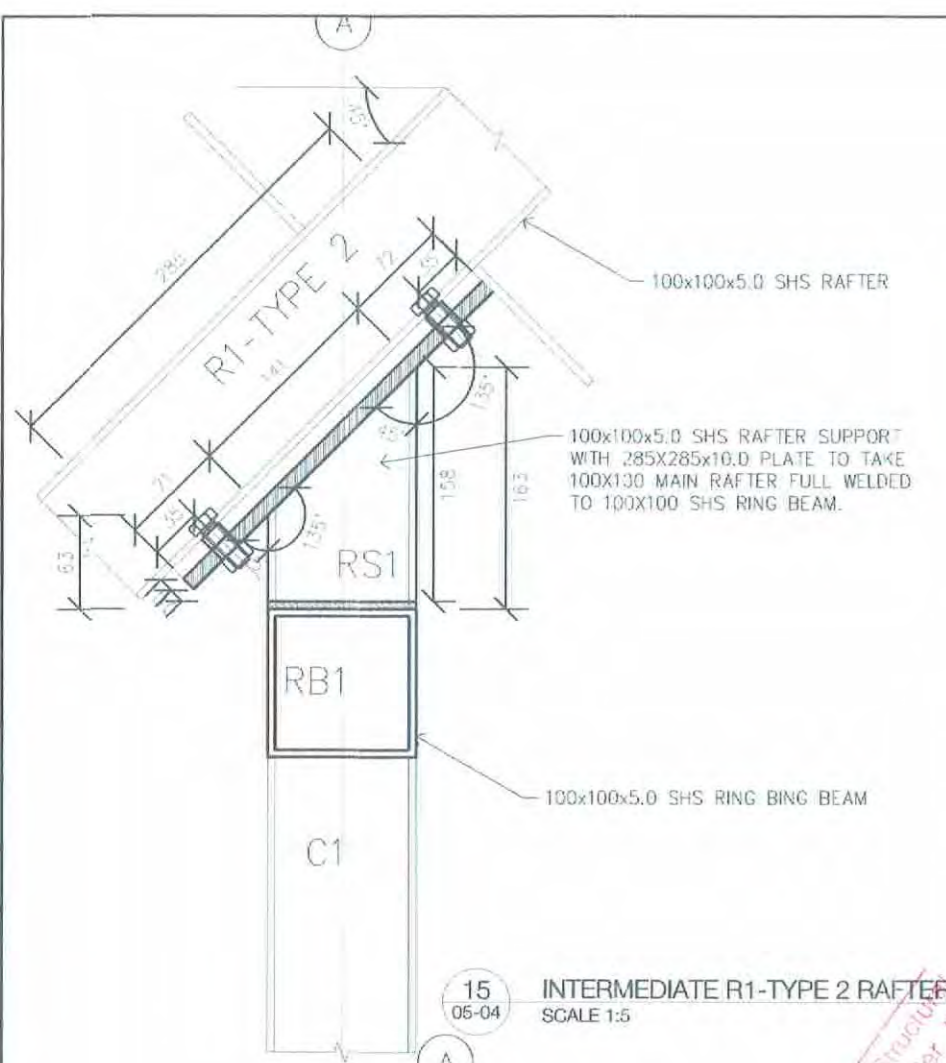 A
45°
285
R1-TYPE 2
72
35
141
100x100x5.0 SHS RAFTER
135°
100x100x5.0 SHS RAFTER SUPPORT
WITH 285X285x10.0 PLATE TO TAKE
100X100 MAIN RAFTER FULL WELDED
TO 100X100 SHS RING BEAM.
158
163
71
35
135°
63
RS1
RB1
100x100x5.0 SHS RING BING BEAM
C1
15
05-04
INTERMEDIATE R1-TYPE 2 RAFTER
SCALE 1:5
A